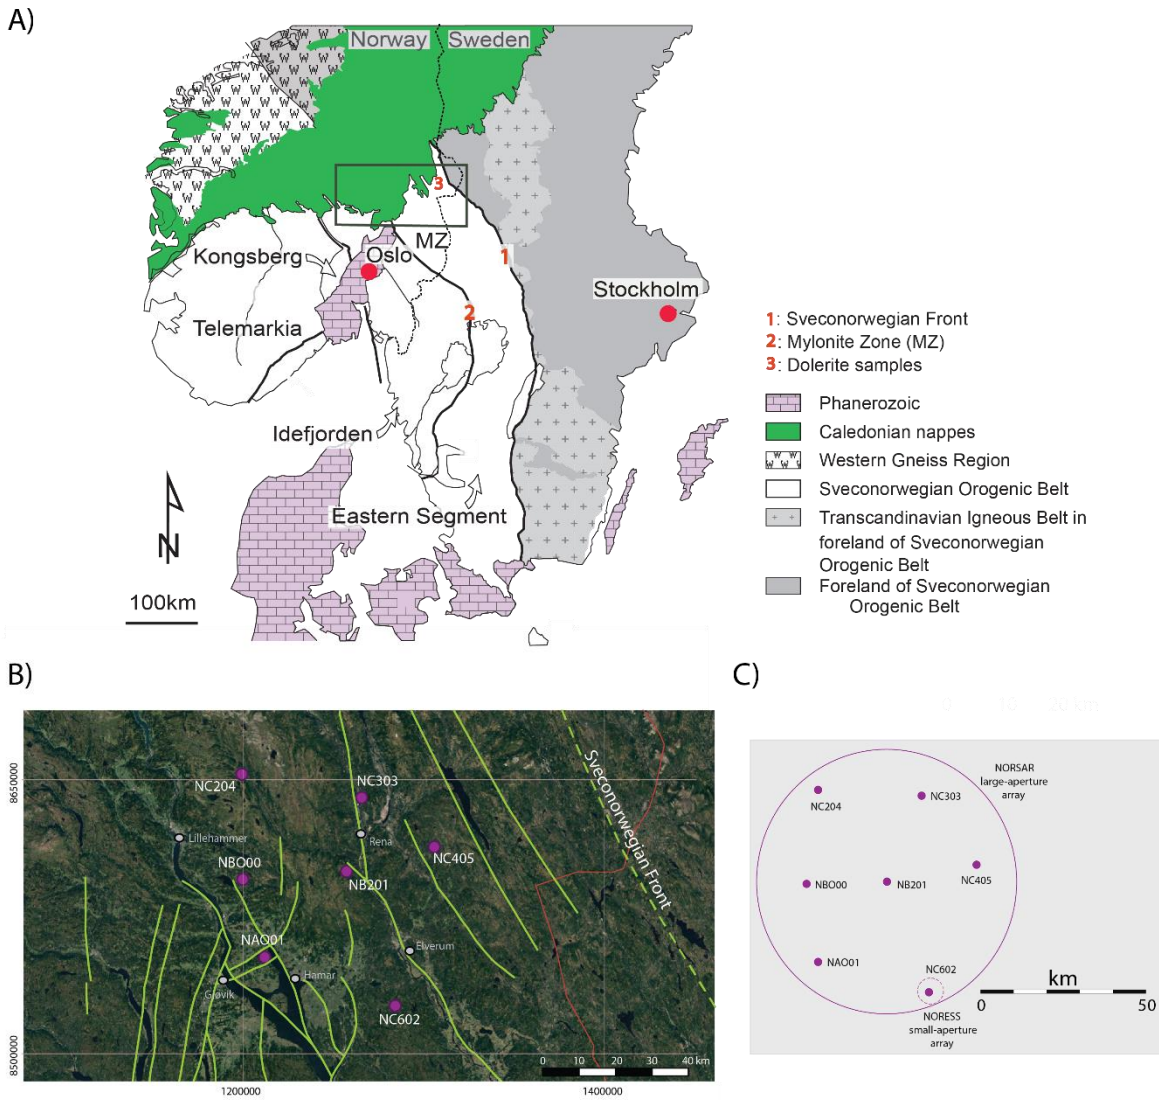 A)
Norway
Sweden
3
MZ
1
Kongsberg
Oslo
Stockholm
2
Telemarkia
1: Sveconorwegian Front
2: Mylonite Zone (MZ)
3: Dolerite samples
Phanerozoic
Caledonian nappes
Western Gneiss Region
Sveconorwegian Orogenic Belt
Transcandinavian Igneous Belt in
foreland of Sveconorwegian
Orogenic Belt
Foreland of Sveconorwegian
Orogenic Belt
Idefjorden
Eastern Segment
N
100km
B)
8650000
8500000
1200000
1400000
NC204
NC303
Lillehammer
Rena
NBO00
NB201
NC405
Sveconorwegian Front
NAO01
Gjøvik
Hamar
Elverum
NC602
0 10 20 30 40 km
C)
0 10 20 km
NORSAR
large-aperture
array
NC204
NC303
NBO00
NB201
NC405
NAO01
NC602
NORESS
small-aperture
array
km
0 50